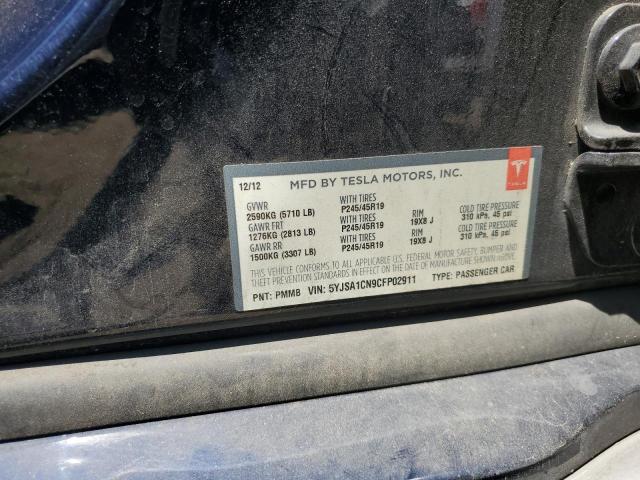 12/12 MFD BY TESLA MOTORS, INC.
GVWR WITH TIRES
2590KG (5710 LB) P245/45R19 RIM COLD TIRE PRESSURE
GAWR FRT WITH TIRES 19X8 J 310 kPs, 45 psi
1276KG (2813 LB) P245/45R19 RIM COLD TIRE PRESSURE
GAWR RR WITH TIRES 19X8 J 310 kPs, 45 psi
1500KG (3307 LB) P245/45R19
THIS VEHICLE CONFORMS TO ALL APPLICABLE U.S. FEDERAL MOTOR SAFETY, BUMPER AND
THEFT PREVENTION STANDARDS IN EFFECT ON THE DATE OF MANUFACTURE SHOWN ABOVE.
PNT: PMMB VIN: 5YJSA1CN9CFP02911 TYPE: PASSENGER CAR
TESLA